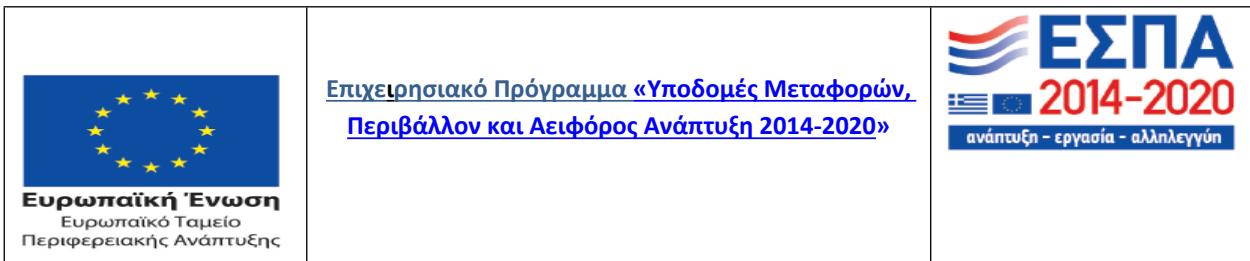 Ευρωπαϊκή Ένωση
Ευρωπαϊκό Ταμείο
Περιφερειακής Ανάπτυξης
Επιχειρησιακό Πρόγραμμα «Υποδομές Μεταφορών,
Περιβάλλον και Αειφόρος Ανάπτυξη 2014-2020»
ΕΣΠΑ
2014-2020
ανάπτυξη - εργασία - αλληλεγγύη